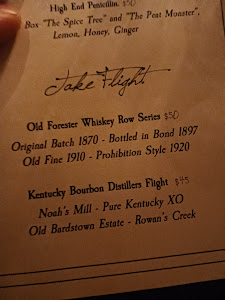 High End Penicillin. $50
Box "The Spice Tree" and "The Peat Monster",
Lemon, Honey, Ginger
Take Flight
Old Forester Whiskey Row Series $50
Original Batch 1870 - Bottled in Bond 1897
Old Fine 1910 - Prohibition Style 1920
Kentucky Bourbon Distillers Flight $45
Noah's Mill - Pure Kentucky XO
Old Bardstown Estate - Rowan's Creek